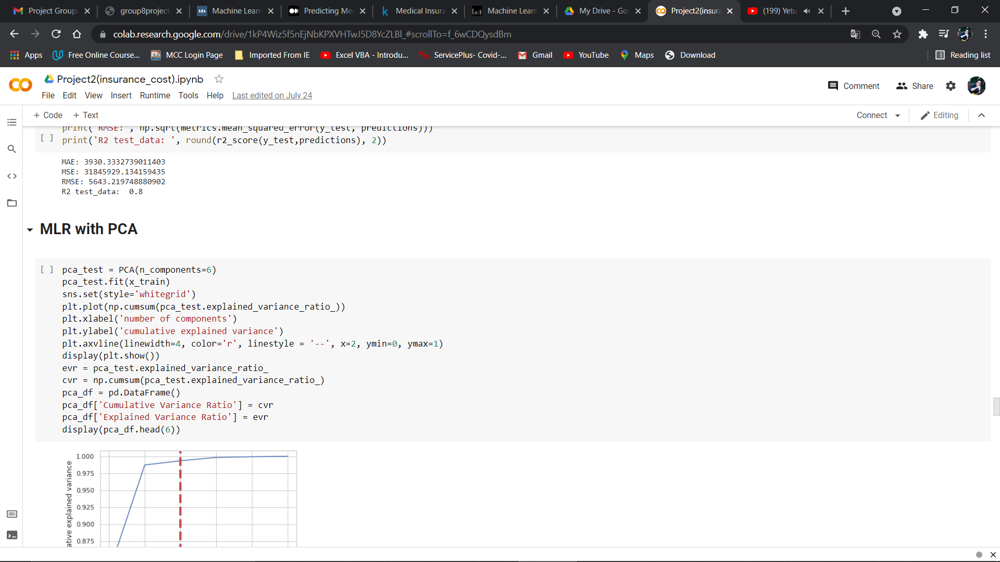 Project Groups
group8project
Machine Learn
Predicting Med
Medical Insura
Machine Learn
My Drive - Goo
Project2(insura
(199) Yetu
colab.research.google.com/drive/1kP4Wiz5f5nEjNbKPXVHTwJ5D8YcZLBl_#scrollTo=f_6wCDQysdBm
Apps
Free Online Course...
MCC Login Page
Imported From IE
Excel VBA - Introdu...
ServicePlus- Covid-...
Gmail
YouTube
Maps
Download
Reading list
Project2(insurance_cost).ipynb
Comment
Share
File Edit View Insert Runtime Tools Help Last edited on July 24
+ Code + Text
Connect
Editing
print('RMSE:', np.sqrt(metrics.mean_squared_error(y_test, predictions)))
[ ] print('R2 test_data: ', round(r2_score(y_test,predictions), 2))
MAE: 3930.3332739011403
MSE: 31845929.134159435
RMSE: 5643.219748880902
R2 test_data:  0.8
MLR with PCA
[ ] pca_test = PCA(n_components=6)
pca_test.fit(x_train)
sns.set(style='whitegrid')
plt.plot(np.cumsum(pca_test.explained_variance_ratio_))
plt.xlabel('number of components')
plt.ylabel('cumulative explained variance')
plt.axvline(linewidth=4, color='r', linestyle = '--', x=2, ymin=0, ymax=1)
display(plt.show())
evr = pca_test.explained_variance_ratio_
cvr = np.cumsum(pca_test.explained_variance_ratio_)
pca_df = pd.DataFrame()
pca_df['Cumulative Variance Ratio'] = cvr
pca_df['Explained Variance Ratio'] = evr
display(pca_df.head(6))
1.000
0.975
0.950
0.925
0.900
0.875
ative explained variance